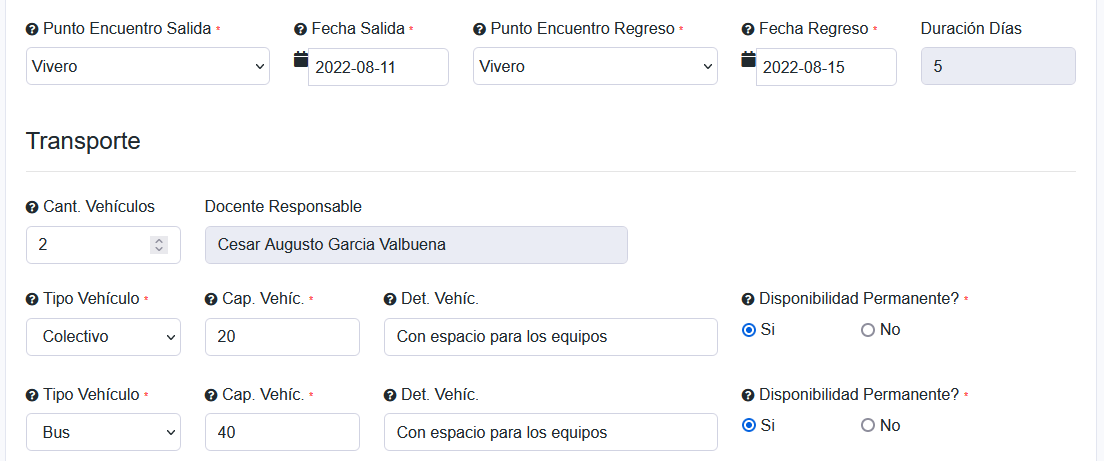 Punto Encuentro Salida * Fecha Salida * Punto Encuentro Regreso * Fecha Regreso * Duración Días
Vivero 2022-08-11 Vivero 2022-08-15 5
Transporte
Cant. Vehículos Docente Responsable
2 Cesar Augusto Garcia Valbuena
Tipo Vehículo * Cap. Vehíc. * Det. Vehíc. Disponibilidad Permanente? *
Colectivo 20 Con espacio para los equipos Si No
Tipo Vehículo * Cap. Vehíc. * Det. Vehíc. Disponibilidad Permanente? *
Bus 40 Con espacio para los equipos Si No